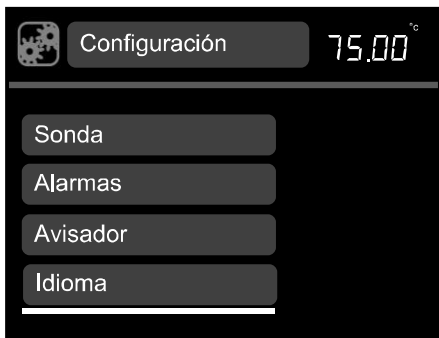 Configuración
75.00 °c
Sonda
Alarmas
Avisador
Idioma